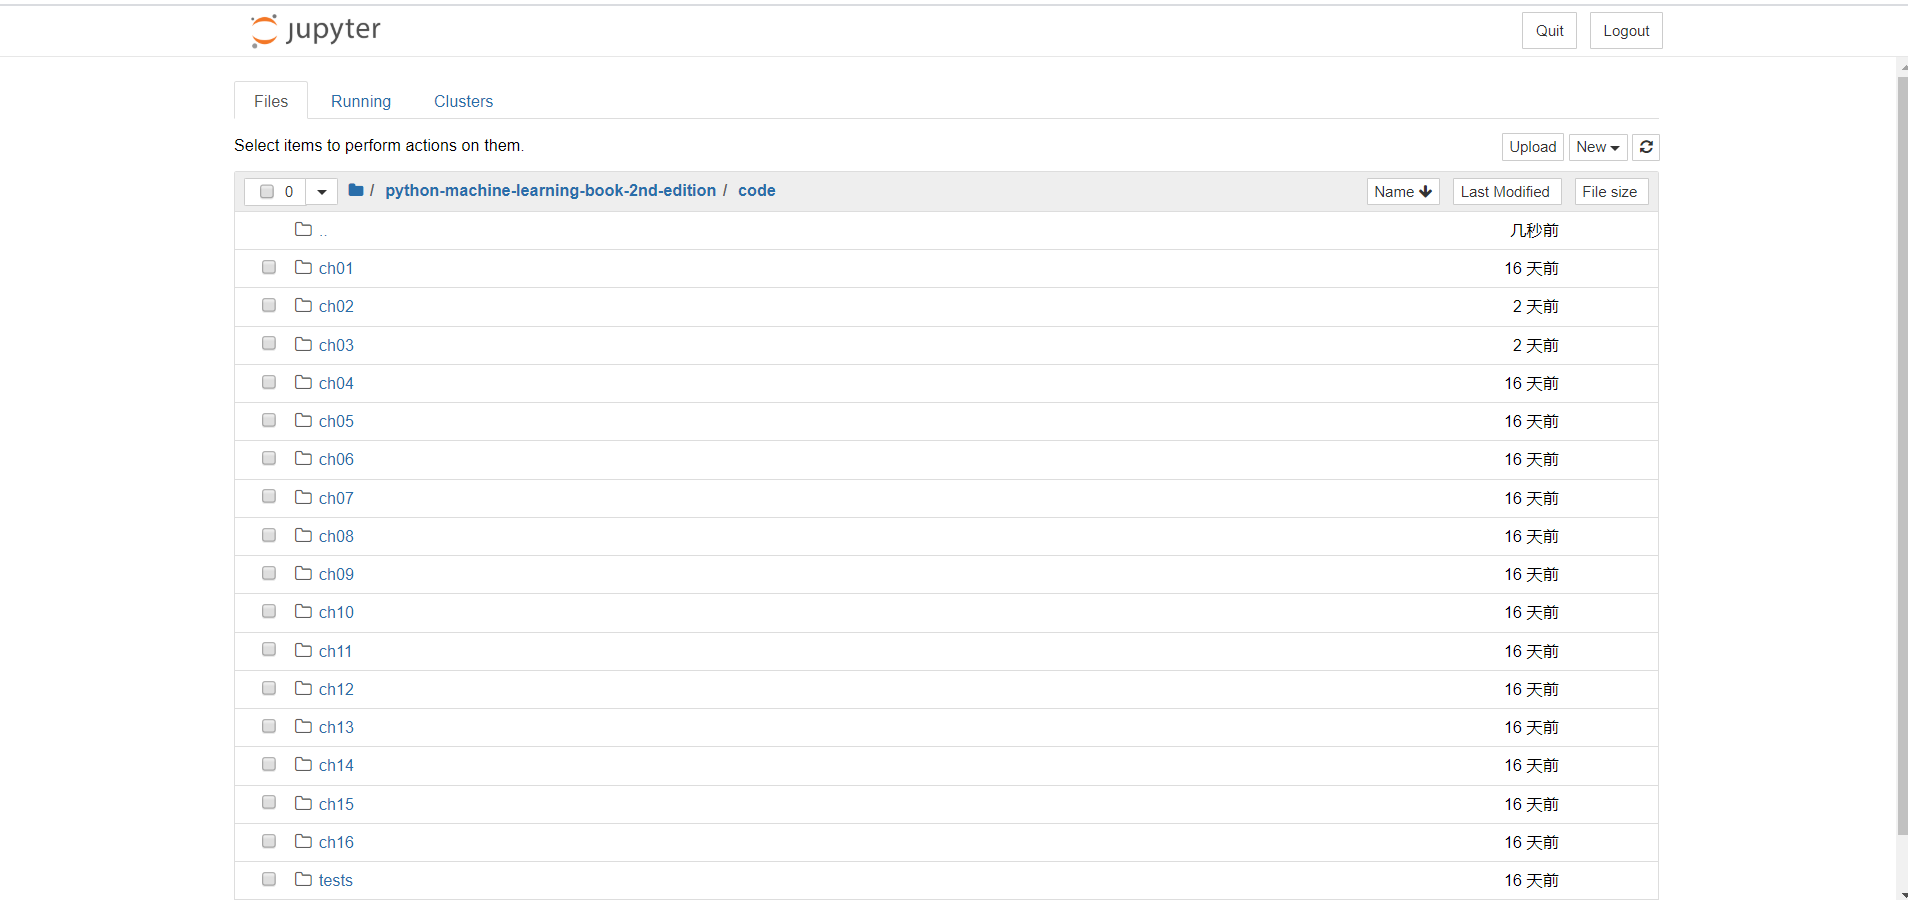 jupyter
Quit Logout
Files Running Clusters
Select items to perform actions on them.
Upload New
0 / python-machine-learning-book-2nd-edition / code Name Last Modified File size
.. 几秒前
ch01 16 天前
ch02 2 天前
ch03 2 天前
ch04 16 天前
ch05 16 天前
ch06 16 天前
ch07 16 天前
ch08 16 天前
ch09 16 天前
ch10 16 天前
ch11 16 天前
ch12 16 天前
ch13 16 天前
ch14 16 天前
ch15 16 天前
ch16 16 天前
tests 16 天前